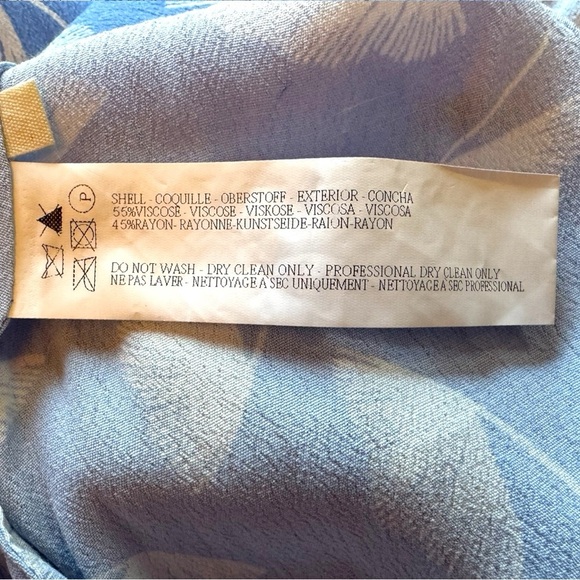 P
SHELL - COQUILLE - OBERSTOFF - EXTERIOR - CONCHA
55%VISCOSE - VISCOSE - VISKOSE - VISCOSA - VISCOSA
45%RAYON- RAYONNE-KUNSTSEIDE-RAION-RAYON
DO NOT WASH - DRY CLEAN ONLY - PROFESSIONAL DRY CLEAN ONLY
NE PAS LAVER - NETTOYAGE A SEC UNIQUEMENT - NETTOYAGE A SEC PROFESSIONAL